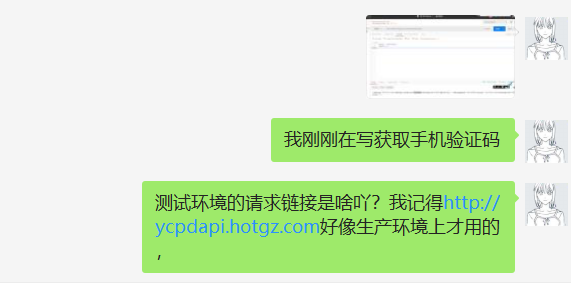 我刚刚在写获取手机验证码
测试环境的请求链接是啥吖？我记得http://
ycpdapi.hotgz.com好像生产环境上才用的
，